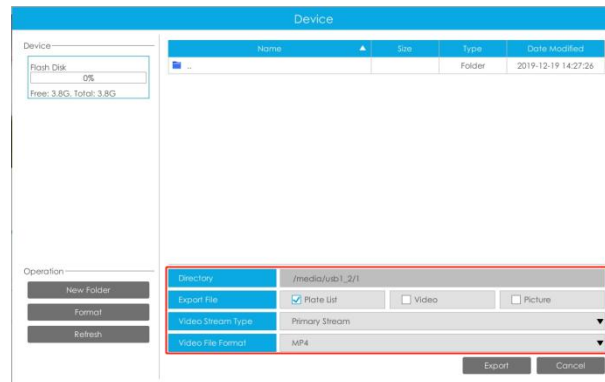 Device
Device
Flash Disk
0%
Free: 3.8G, Total: 3.8G
Name Size Type Date Modified
.. Folder 2019-12-19 14:27:26
Operation
New Folder
Format
Refresh
Directory /media/usb1_2/1
Export File Plate List Video Picture
Video Stream Type Primary Stream
Video File Format MP4
Export Cancel